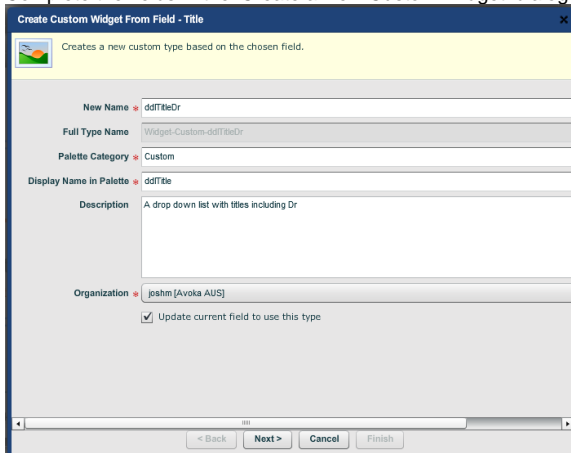 Create Custom Widget From Field - Title
Creates a new custom type based on the chosen field.
New Name * ddlTitleDr
Full Type Name Widget-Custom-ddlTitleDr
Palette Category * Custom
Display Name in Palette * ddlTitle
Description A drop down list with titles including Dr
Organization * joshm [Avoka AUS]
Update current field to use this type
< Back Next > Cancel Finish